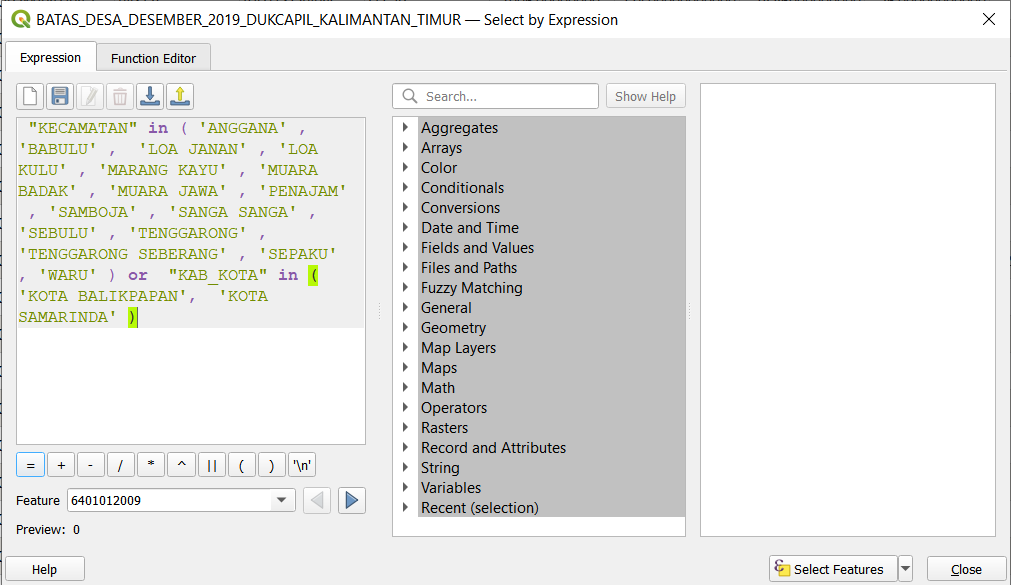 BATAS_DESA_DESEMBER_2019_DUKCAPIL_KALIMANTAN_TIMUR — Select by Expression
Expression
Function Editor
"KECAMATAN" in ( 'ANGGANA' ,
'BABULU' , 'LOA JANAN' , 'LOA
KULU' , 'MARANG KAYU' , 'MUARA
BADAK' , 'MUARA JAWA' , 'PENAJAM'
, 'SAMBOJA' , 'SANGA SANGA' ,
'SEBULU' , 'TENGGARONG' ,
'TENGGARONG SEBERANG' , 'SEPAKU'
, 'WARU' ) or "KAB_KOTA" in (
'KOTA BALIKPAPAN', 'KOTA
SAMARINDA' )
= + - / * ^ || ( ) '\n'
Feature 6401012009
Preview: 0
Search...
Show Help
Aggregates
Arrays
Color
Conditionals
Conversions
Date and Time
Fields and Values
Files and Paths
Fuzzy Matching
General
Geometry
Map Layers
Maps
Math
Operators
Rasters
Record and Attributes
String
Variables
Recent (selection)
Help
Select Features
Close